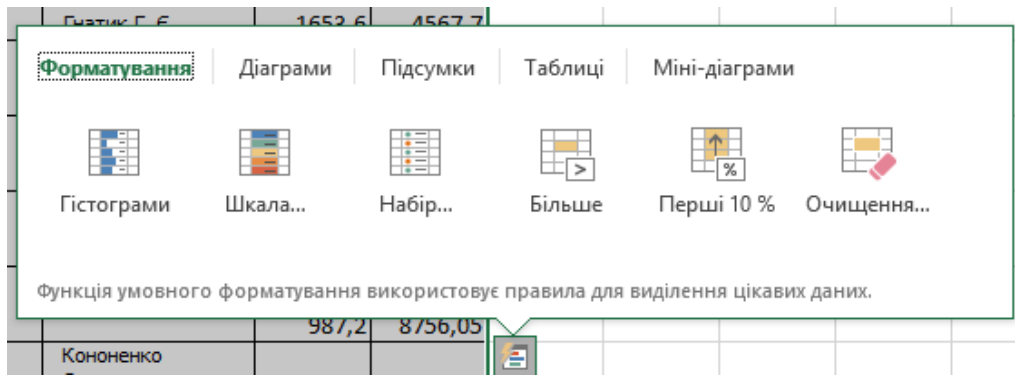 Гнатик Г. Є. 1653,6 4567,7
Форматування Діаграми Підсумки Таблиці Міні-діаграми
Гістограми Шкала... Набір... Більше Перші 10 % Очищення...
Функція умовного форматування використовує правила для виділення цікавих даних.
987,2 8756,05
Кононенко